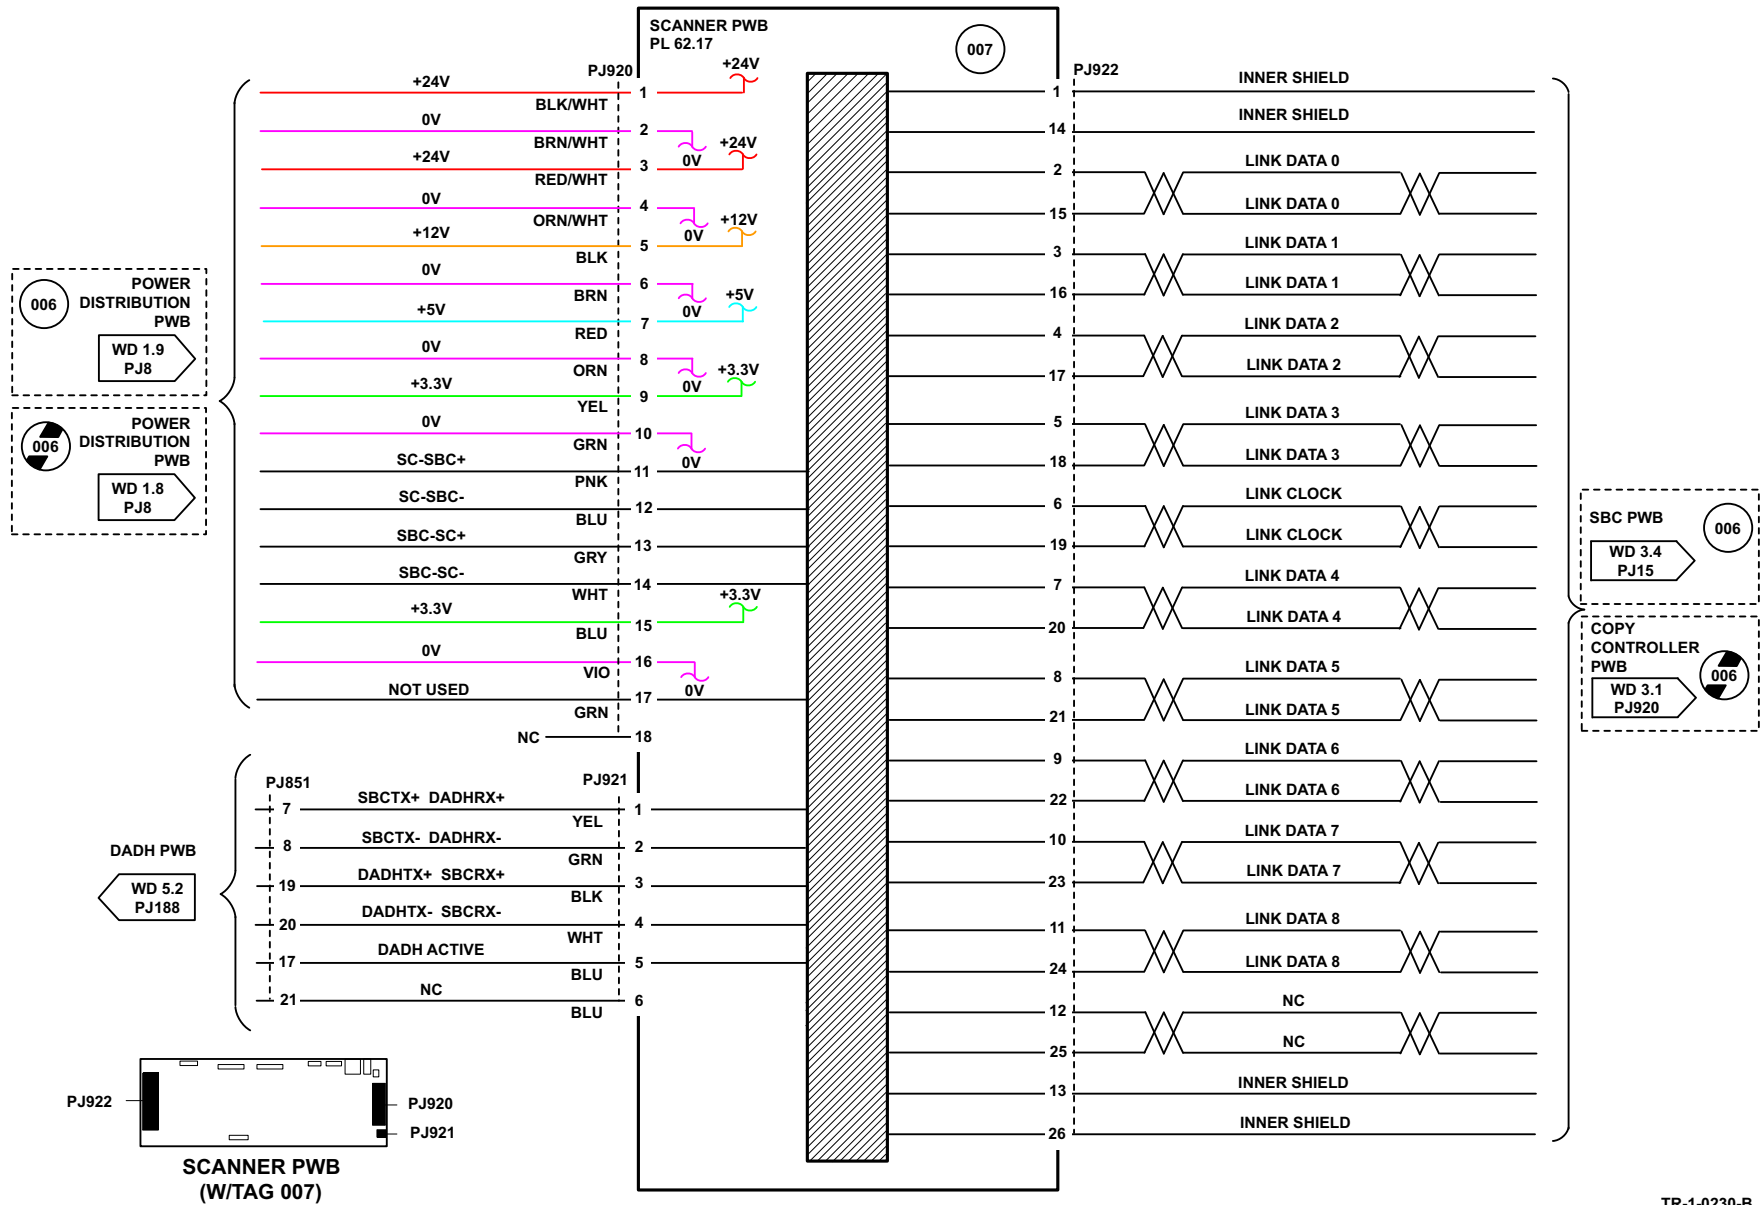 SCANNER PWB
PL 62.17
007
PJ920
+24V
+24V
1
BLK/WHT
0V
2
BRN/WHT
0V
+24V
+24V
3
RED/WHT
0V
4
ORN/WHT
0V
+12V
+12V
5
BLK
0V
6
BRN
0V
+5V
+5V
7
RED
0V
8
ORN
0V
+3.3V
+3.3V
9
YEL
0V
10
GRN
0V
SC-SBC+
11
PNK
SC-SBC-
12
BLU
SBC-SC+
13
GRY
SBC-SC-
14
WHT
+3.3V
+3.3V
15
BLU
0V
16
VIO
0V
NOT USED
17
GRN
NC
18
006
POWER
DISTRIBUTION
PWB
WD 1.9
PJ8
006
POWER
DISTRIBUTION
PWB
WD 1.8
PJ8
PJ851
PJ921
7
SBCTX+ DADHRX+
1
YEL
8
SBCTX- DADHRX-
2
GRN
19
DADHTX+ SBCRX+
3
BLK
20
DADHTX- SBCRX-
4
WHT
17
DADH ACTIVE
5
BLU
21
NC
6
BLU
DADH PWB
WD 5.2
PJ188
PJ922
1
INNER SHIELD
14
INNER SHIELD
2
LINK DATA 0
15
LINK DATA 0
3
LINK DATA 1
16
LINK DATA 1
4
LINK DATA 2
17
LINK DATA 2
5
LINK DATA 3
18
LINK DATA 3
6
LINK CLOCK
19
LINK CLOCK
7
LINK DATA 4
20
LINK DATA 4
8
LINK DATA 5
21
LINK DATA 5
9
LINK DATA 6
22
LINK DATA 6
10
LINK DATA 7
23
LINK DATA 7
11
LINK DATA 8
24
LINK DATA 8
12
NC
25
NC
13
INNER SHIELD
26
INNER SHIELD
SBC PWB
006
WD 3.4
PJ15
COPY
CONTROLLER
PWB
006
WD 3.1
PJ920
PJ922
PJ920
PJ921
SCANNER PWB
(W/TAG 007)
TR-1-0230-B